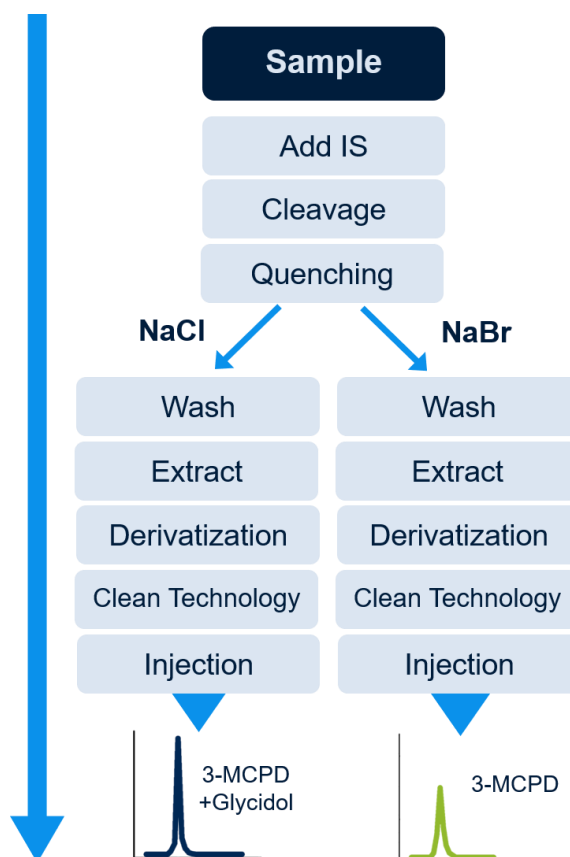 Sample
Add IS
Cleavage
Quenching
NaCl
NaBr
Wash
Wash
Extract
Extract
Derivatization
Derivatization
Clean Technology
Clean Technology
Injection
Injection
3-MCPD
+Glycidol
3-MCPD